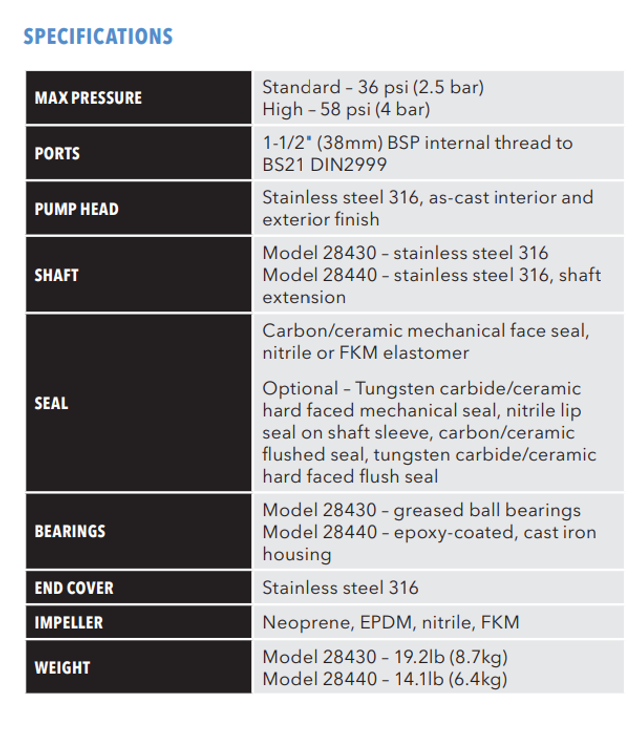 SPECIFICATIONS
MAX PRESSURE
Standard – 36 psi (2.5 bar)
High – 58 psi (4 bar)
PORTS
1-1/2" (38mm) BSP internal thread to
BS21 DIN2999
PUMP HEAD
Stainless steel 316, as-cast interior and
exterior finish
SHAFT
Model 28430 – stainless steel 316
Model 28440 – stainless steel 316, shaft
extension
SEAL
Carbon/ceramic mechanical face seal,
nitrile or FKM elastomer
Optional – Tungsten carbide/ceramic
hard faced mechanical seal, nitrile lip
seal on shaft sleeve, carbon/ceramic
flushed seal, tungsten carbide/ceramic
hard faced flush seal
BEARINGS
Model 28430 – greased ball bearings
Model 28440 – epoxy-coated, cast iron
housing
END COVER
Stainless steel 316
IMPELLER
Neoprene, EPDM, nitrile, FKM
WEIGHT
Model 28430 – 19.2lb (8.7kg)
Model 28440 – 14.1lb (6.4kg)